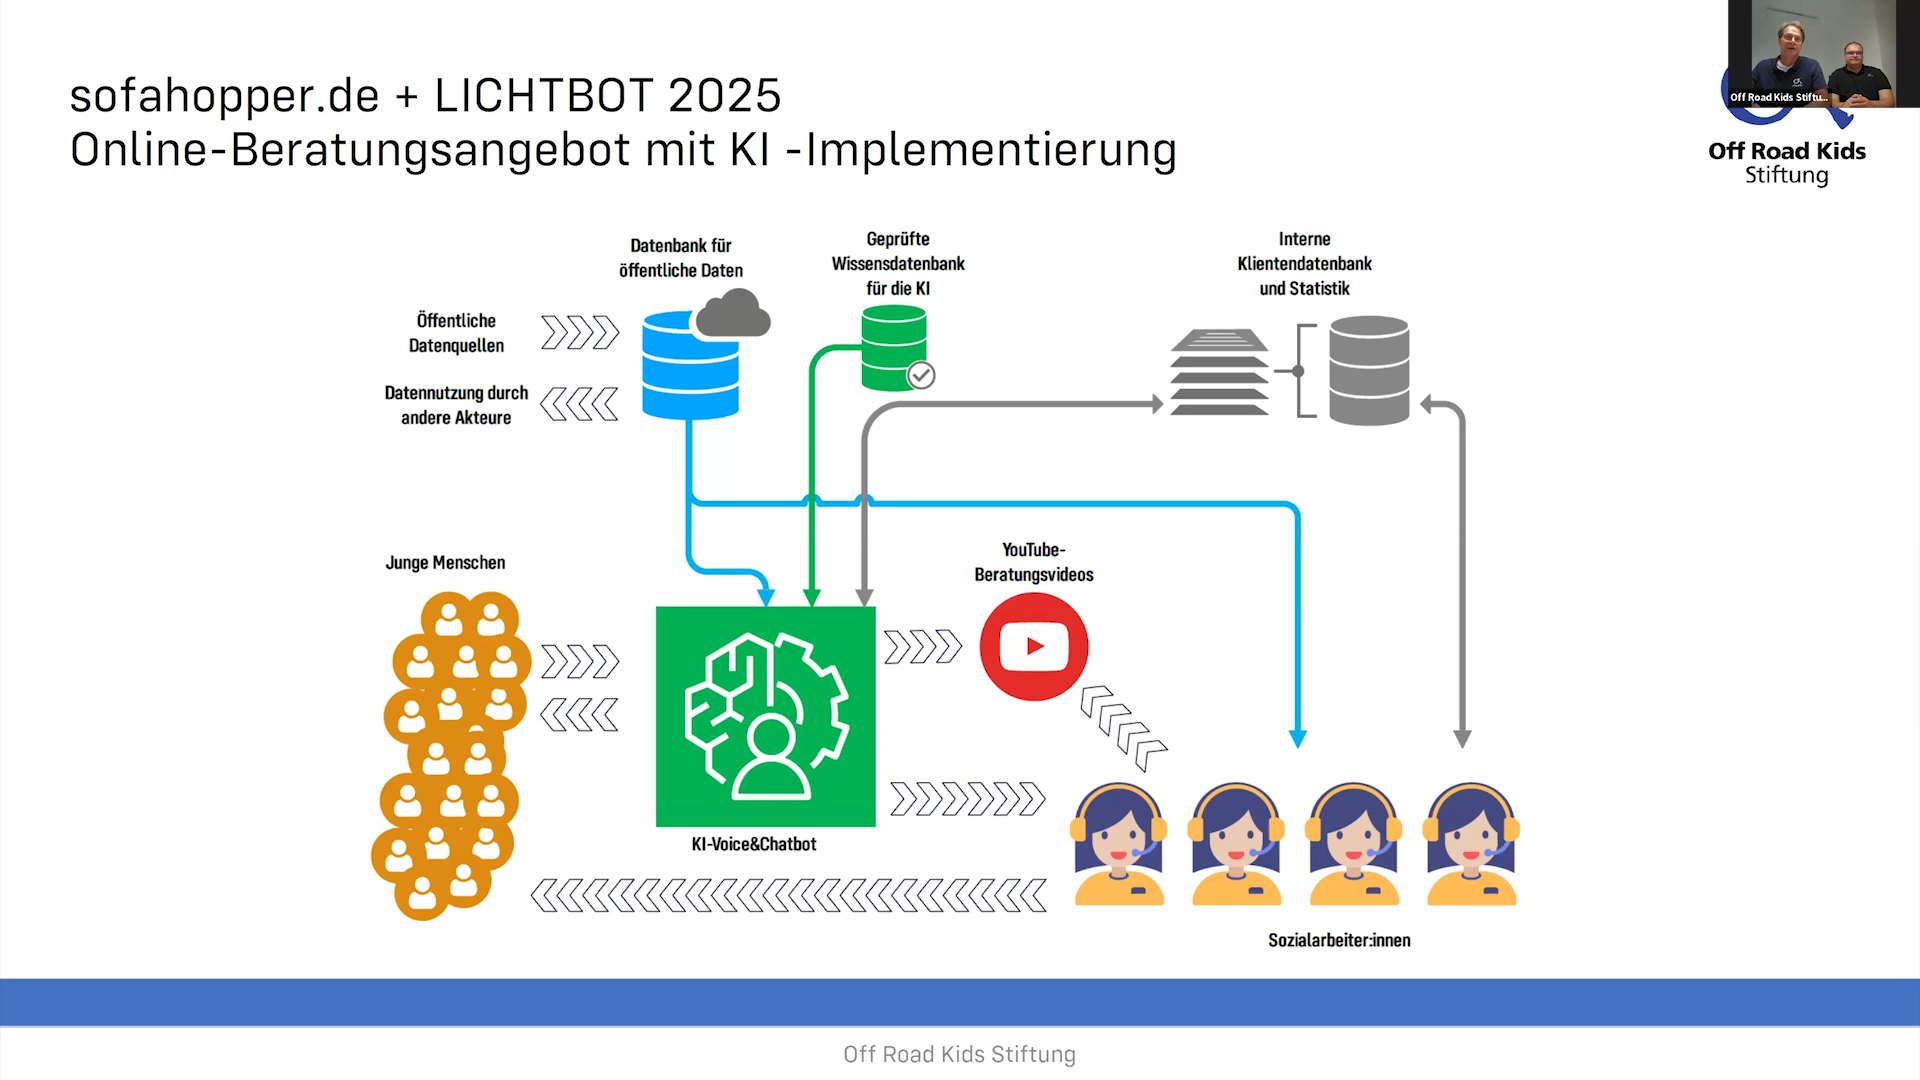 sofahopper.de + LICHTBOT 2025
Online-Beratungsangebot mit KI -Implementierung
Off Road Kids Stiftu...
Off Road Kids
Stiftung
Datenbank für
öffentliche Daten
Geprüfte
Wissensdatenbank
für die KI
Interne
Klientendatenbank
und Statistik
Öffentliche
Datenquellen
Datennutzung durch
andere Akteure
Junge Menschen
YouTube-
Beratungsvideos
KI-Voice&Chatbot
Sozialarbeiter:innen
Off Road Kids Stiftung